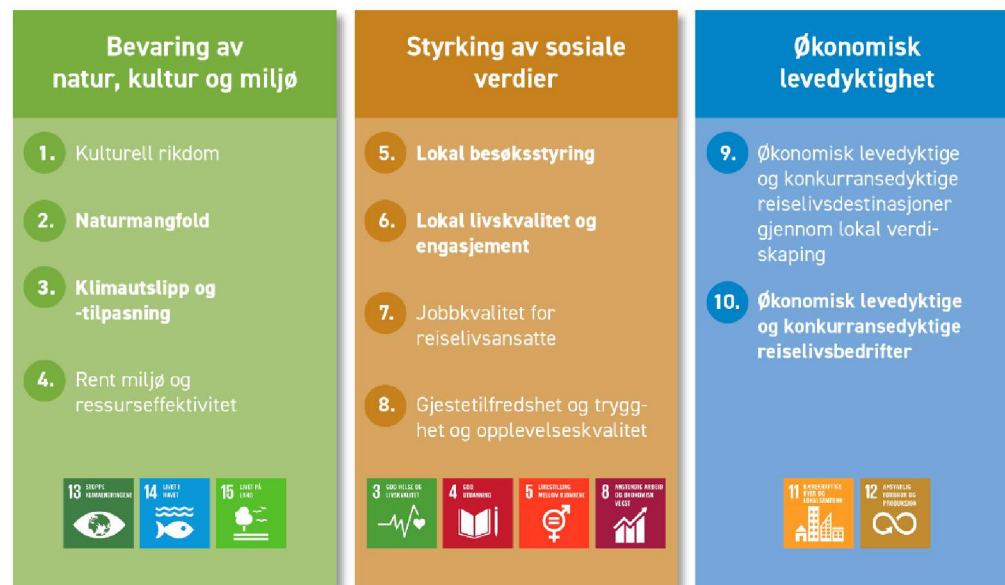 Bevaring av
natur, kultur og miljø
1. Kulturell rikdom
2. Naturmangfold
3. Klimautslipp og
-tilpasning
4. Rent miljø og
ressurseffektivitet
13 STOPPE
KLIMAENDRINGENE
14 LIVET I
HAVET
15 LIVET PÅ
LAND
Styrking av sosiale
verdier
5. Lokal besøksstyring
6. Lokal livskvalitet og
engasjement
7. Jobbkvalitet for
reiselivsansatte
8. Gjestetilfredshet og trygg-
het og opplevelseskvalitet
3 GOD HELSE OG
LIVSKVALITET
4 GOD
UTDANNING
5 LIKESTILLING
MELLOM KJØNNENE
8 ANSTENDIG ARBEID
OG ØKONOMISK
VEKST
Økonomisk
levedyktighet
9. Økonomisk levedyktige
og konkurransedyktige
reiselivsdestinasjoner
gjennom lokal verdi-
skaping
10. Økonomisk levedyktige
og konkurransedyktige
reiselivsbedrifter
11 BÆREKRAFTIGE
BYER OG
LOKALSAMFUNN
12 ANSVARLIG
FORBRUK OG
PRODUKSJON